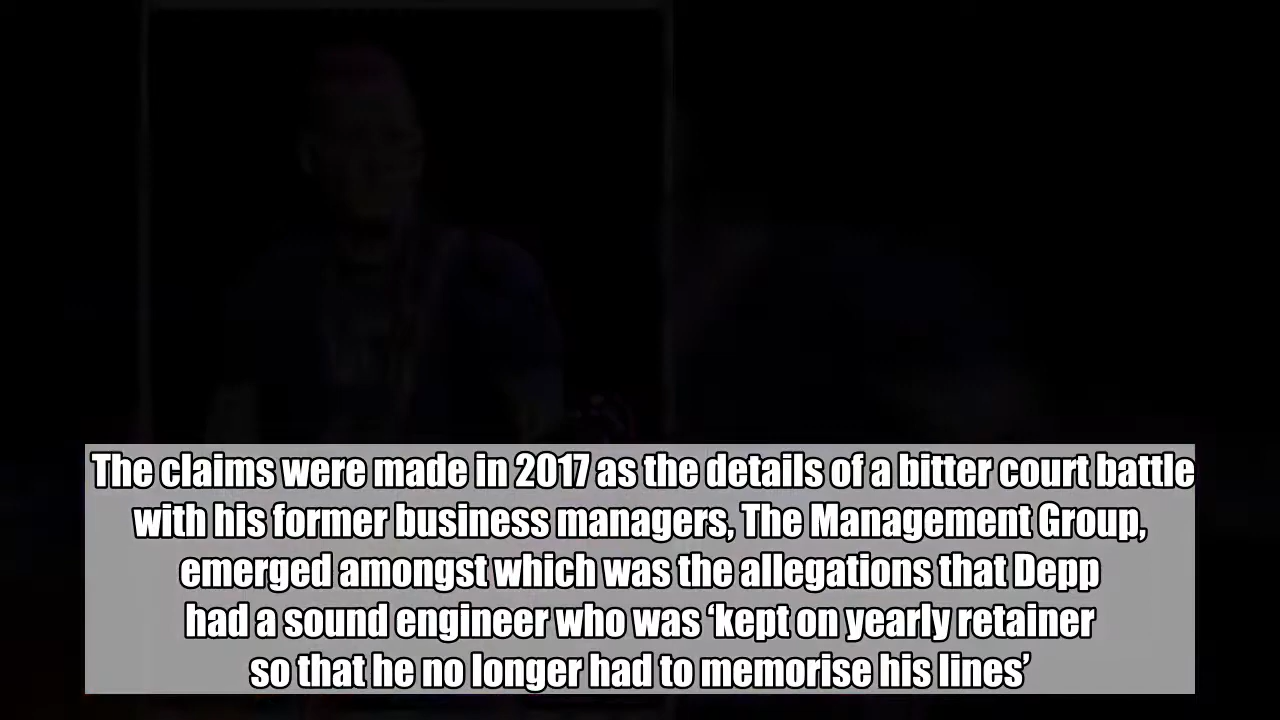 The claims were made in 2017 as the details of a bitter court battle
with his former business managers, The Management Group,
emerged amongst which was the allegations that Depp
had a sound engineer who was ‘kept on yearly retainer
so that he no longer had to memorise his lines’